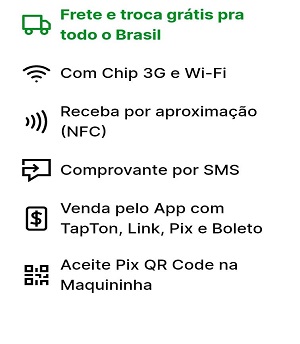 Frete e troca grátis pra
todo o Brasil
Com Chip 3G e Wi-Fi
Receba por aproximação
(NFC)
Comprovante por SMS
Venda pelo App com
TapTon, Link, Pix e Boleto
Aceite Pix QR Code na
Maquininha